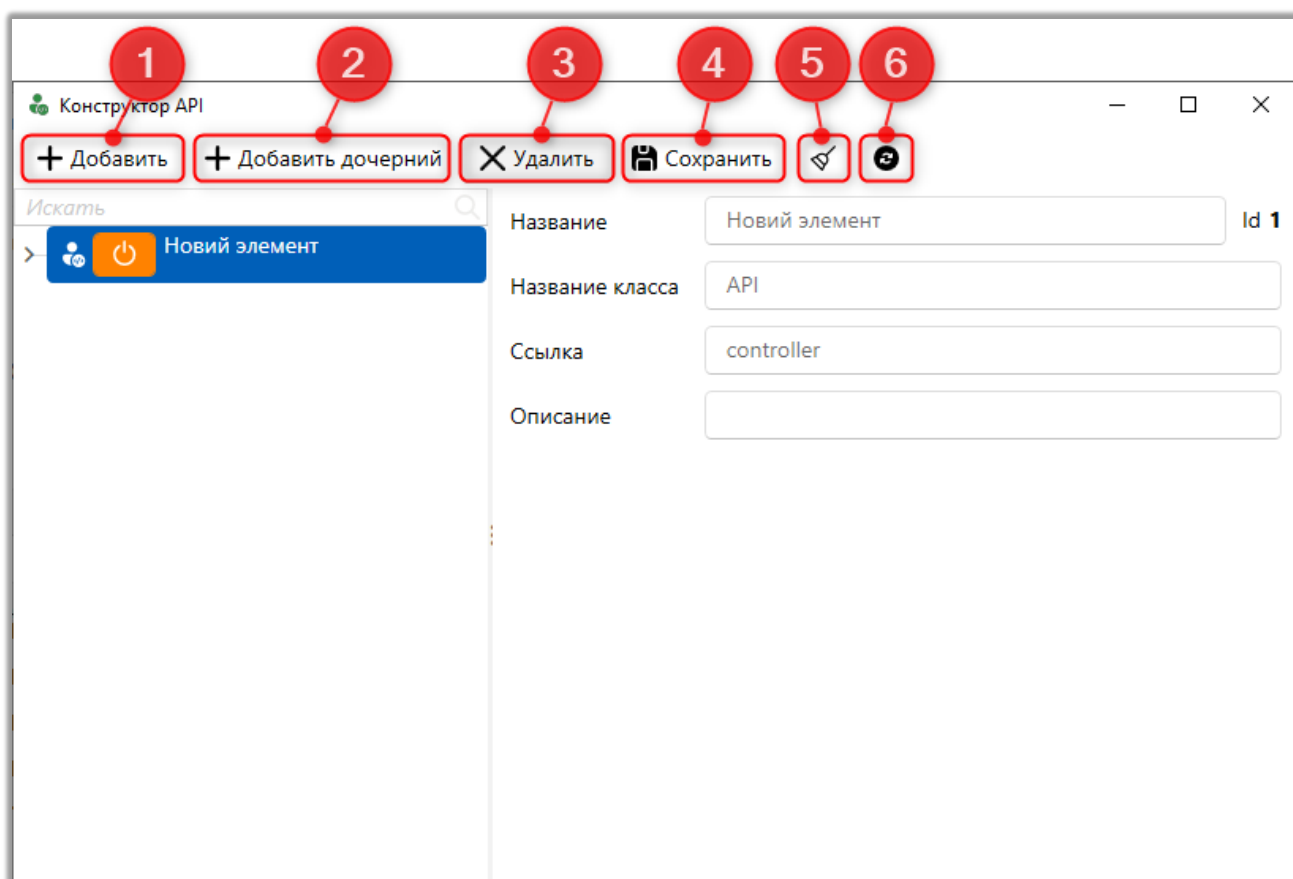 1 2 3 4 5 6
Конструктор API
Добавить Добавить дочерний Удалить Сохранить
Искать
Новий элемент
Название Новий элемент Id 1
Название класса API
Ссылка controller
Описание